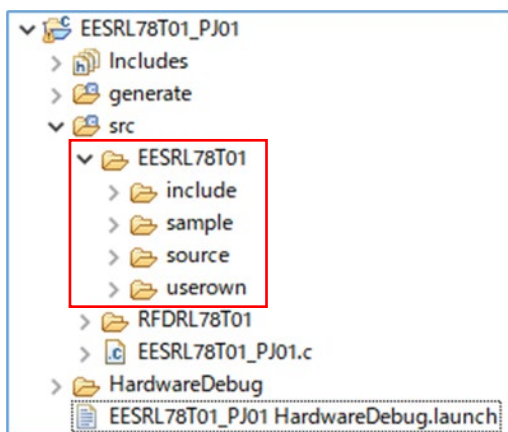 EESRL78T01_PJ01
Includes
generate
src
EESRL78T01
include
sample
source
userown
RFDRL78T01
EESRL78T01_PJ01.c
HardwareDebug
EESRL78T01_PJ01 HardwareDebug.launch